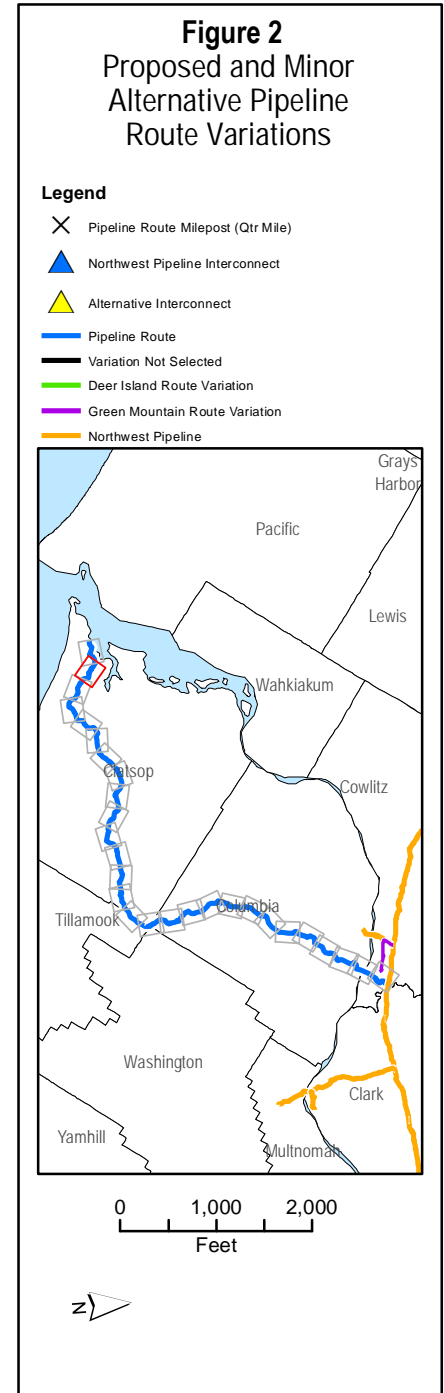 Figure 2
Proposed and Minor
Alternative Pipeline
Route Variations
Legend
Pipeline Route Milepost (Qtr Mile)
Northwest Pipeline Interconnect
Alternative Interconnect
Pipeline Route
Variation Not Selected
Deer Island Route Variation
Green Mountain Route Variation
Northwest Pipeline
Grays
Harbor
Pacific
Lewis
Wahkiakum
Clatsop
Cowlitz
Columbia
Tillamook
Washington
Clark
Yamhill
Multnomah
0 1,000 2,000
Feet
N